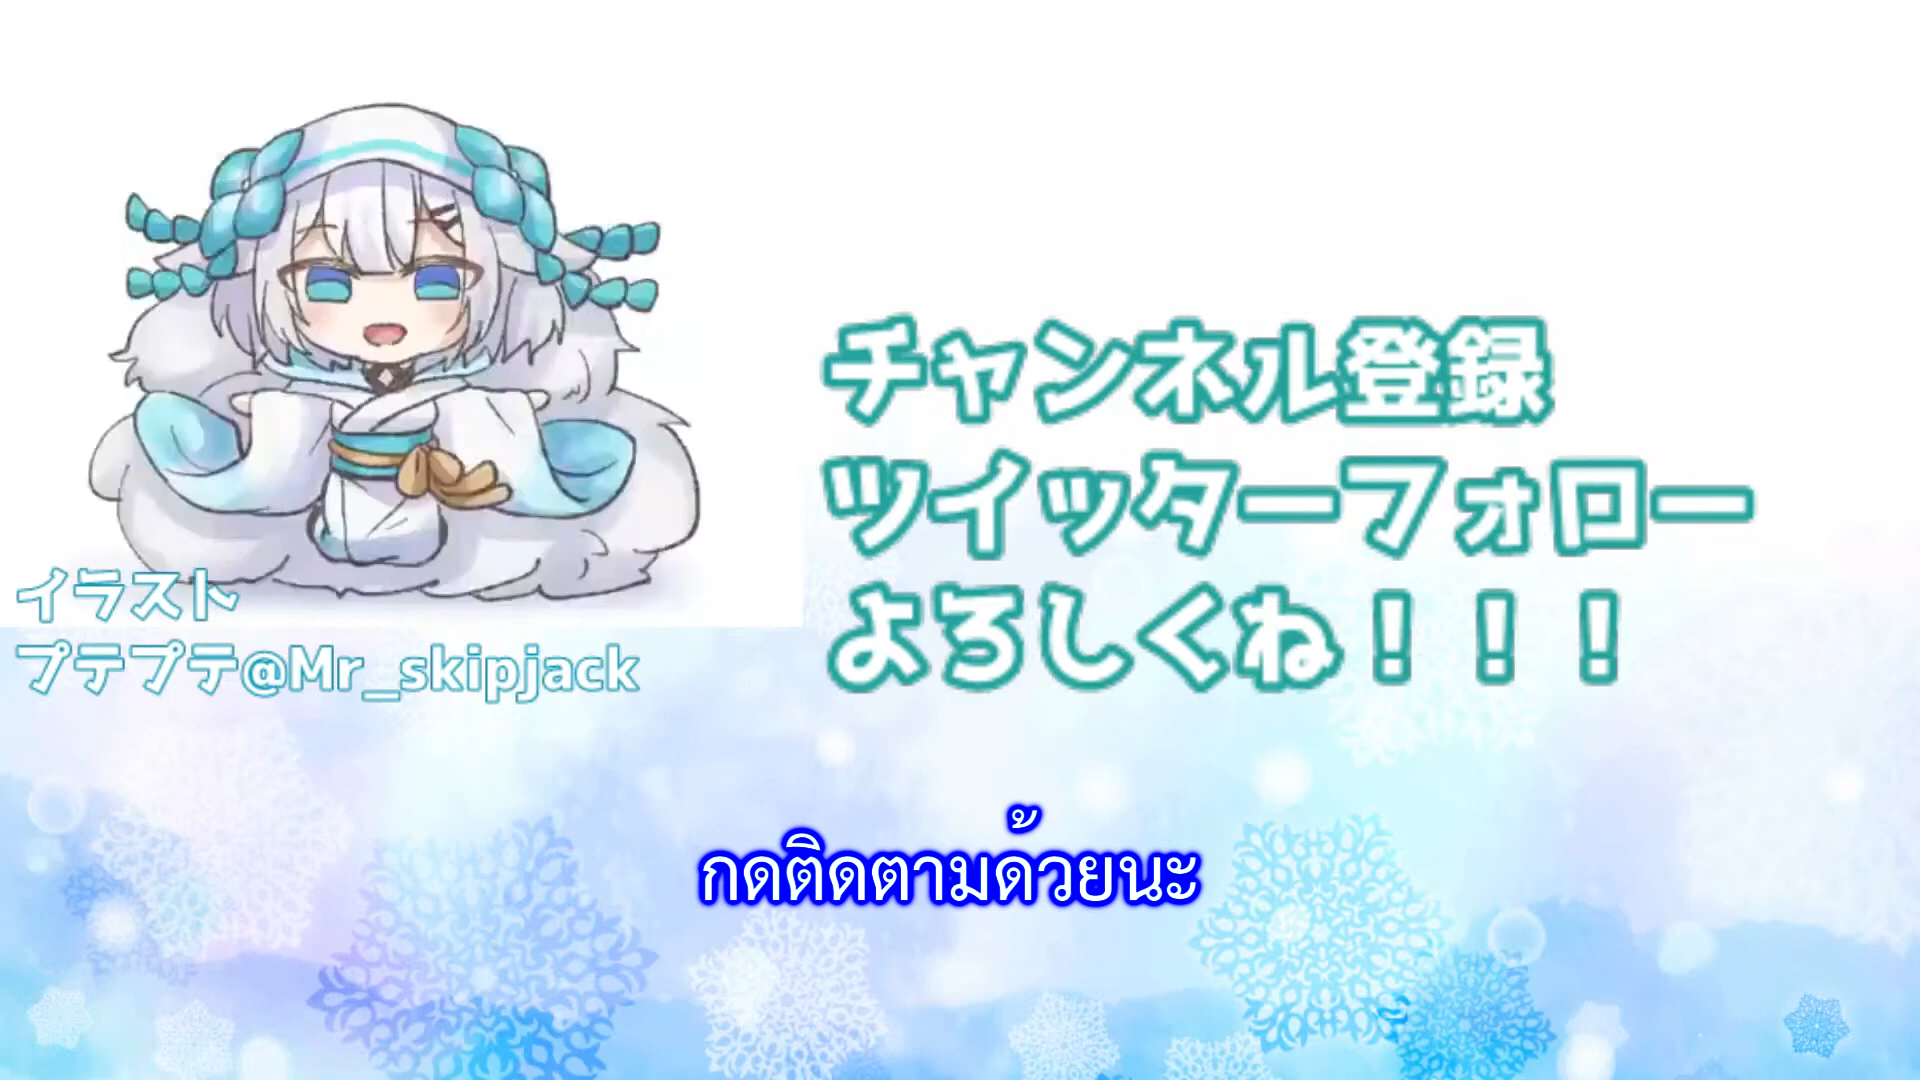 チャンネル登録
ツイッターフォロー
よろしくね！！！
イラスト
プテプテ@Mr_skipjack
กดติดตามด้วยนะ